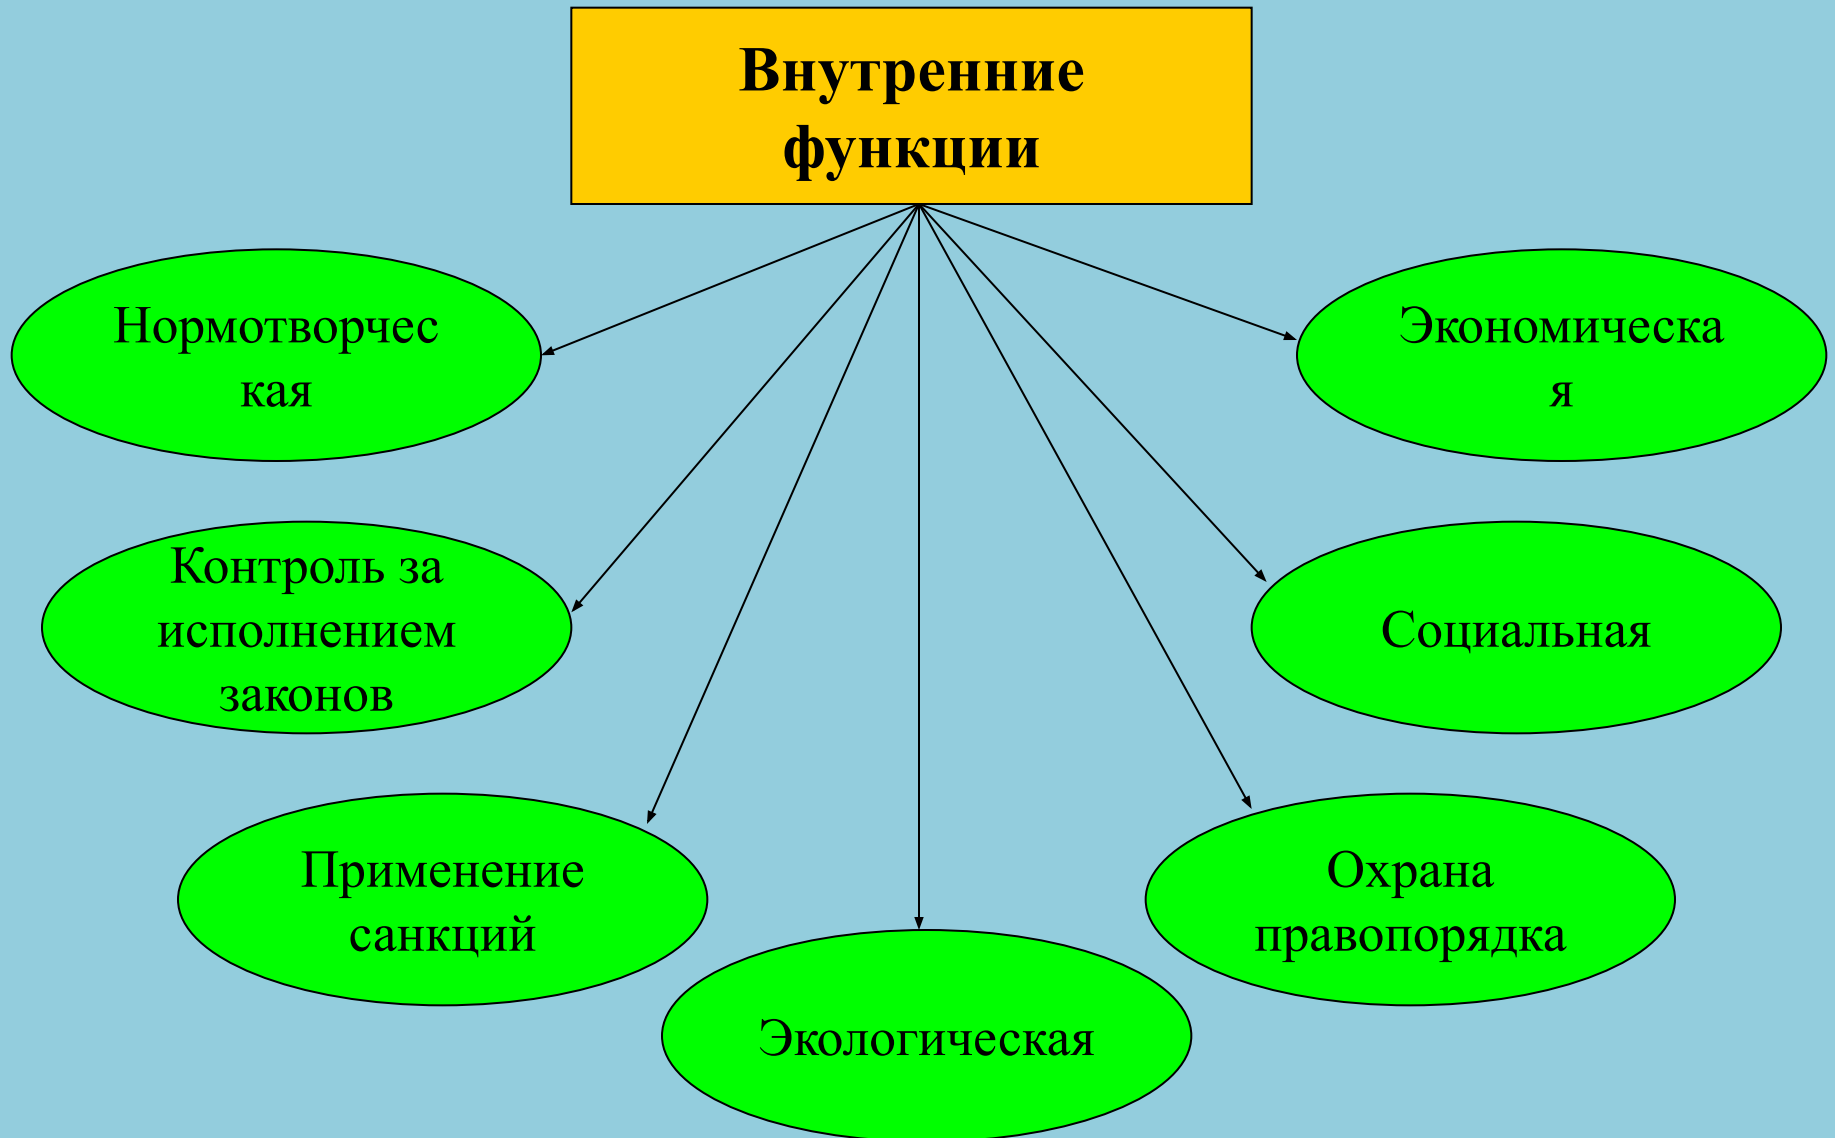 Внутренние
функции
Нормотворчес
кая
Экономическа
я
Контроль за
исполнением
законов
Социальная
Применение
санкций
Охрана
правопорядка
Экологическая